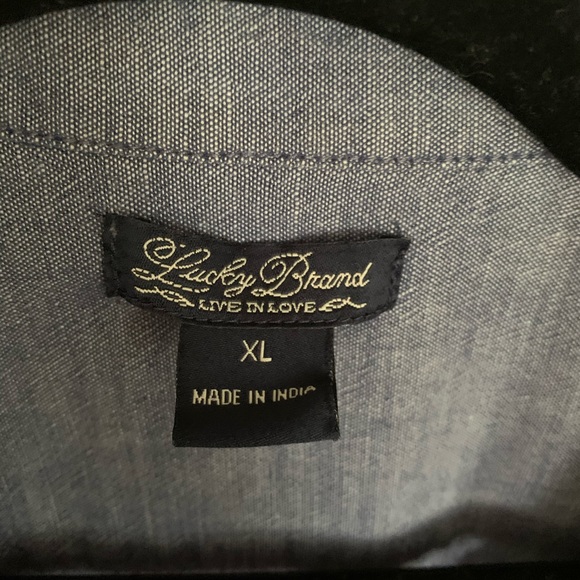 Lucky Brand
LIVE IN LOVE
XL
MADE IN INDIA